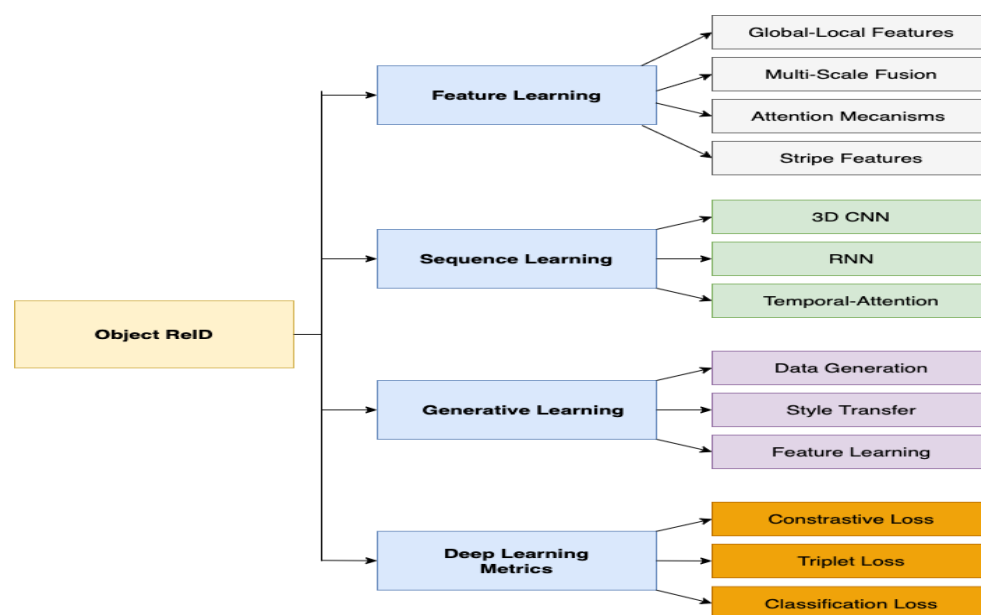 Global-Local Features
Feature Learning
Multi-Scale Fusion
Attention Mecanisms
Stripe Features
3D CNN
Sequence Learning
RNN
Temporal-Attention
Object ReID
Data Generation
Generative Learning
Style Transfer
Feature Learning
Constrastive Loss
Deep Learning
Metrics
Triplet Loss
Classification Loss